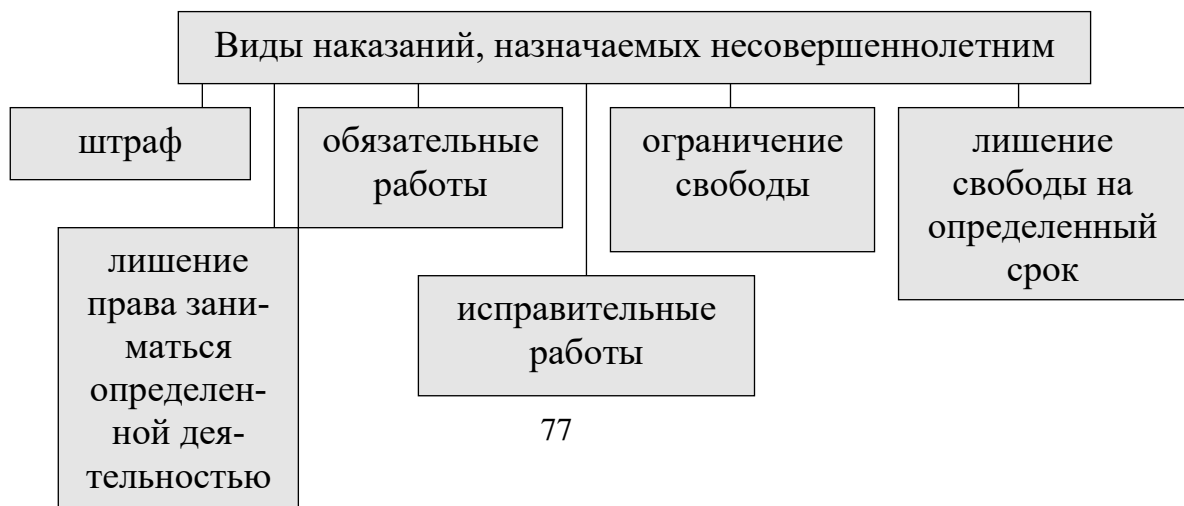 Виды наказаний, назначаемых несовершеннолетним
штраф
лишение
права зани-
маться
определен-
ной дея-
тельностью
обязательные
работы
исправительные
работы
ограничение
свободы
лишение
свободы на
определенный
срок
77